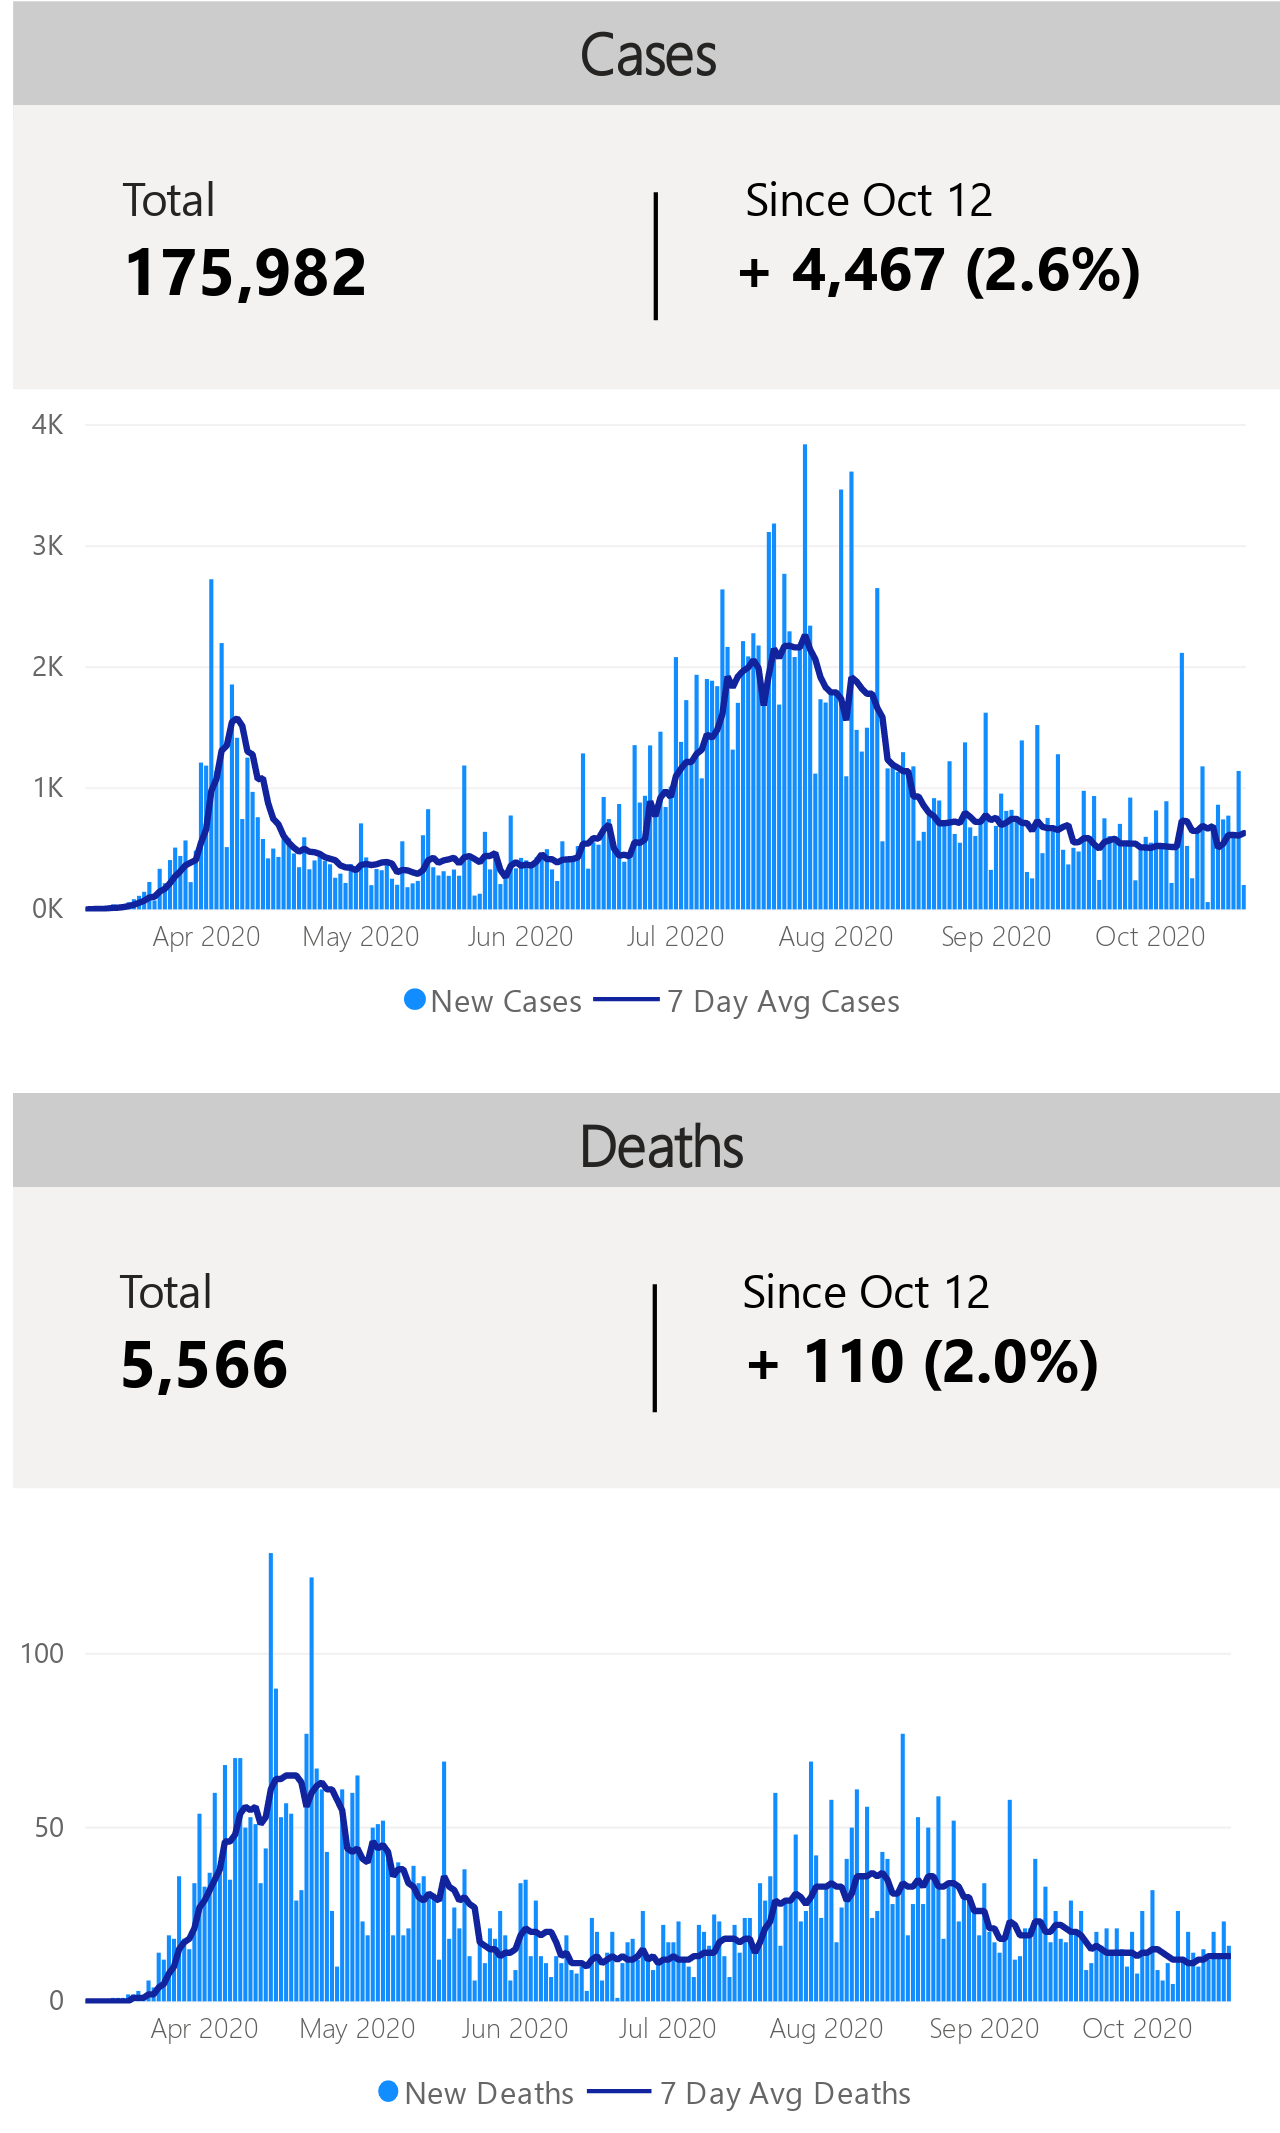 Cases
Total
Since Oct 12
175,982
+ 4,467 (2.6%)
4K
3K
2K
1K
0K
Apr 2020 May 2020 Jun 2020 Jul 2020 Aug 2020 Sep 2020 Oct 2020
New Cases 7 Day Avg Cases
Deaths
Total
Since Oct 12
5,566
+ 110 (2.0%)
100
50
0
Apr 2020 May 2020 Jun 2020 Jul 2020 Aug 2020 Sep 2020 Oct 2020
New Deaths 7 Day Avg Deaths